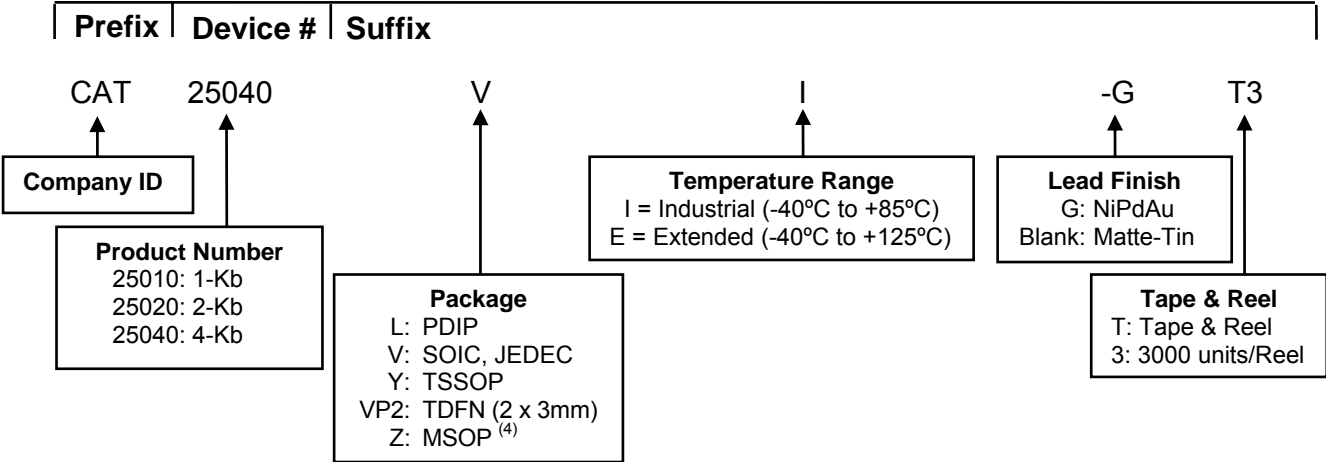 Prefix Device # Suffix
CAT 25040 V I -G T3
Company ID
Product Number
25010: 1-Kb
25020: 2-Kb
25040: 4-Kb
Package
L: PDIP
V: SOIC, JEDEC
Y: TSSOP
VP2: TDFN (2 x 3mm)
Z: MSOP (4)
Temperature Range
I = Industrial (-40ºC to +85ºC)
E = Extended (-40ºC to +125ºC)
Lead Finish
G: NiPdAu
Blank: Matte-Tin
Tape & Reel
T: Tape & Reel
3: 3000 units/Reel